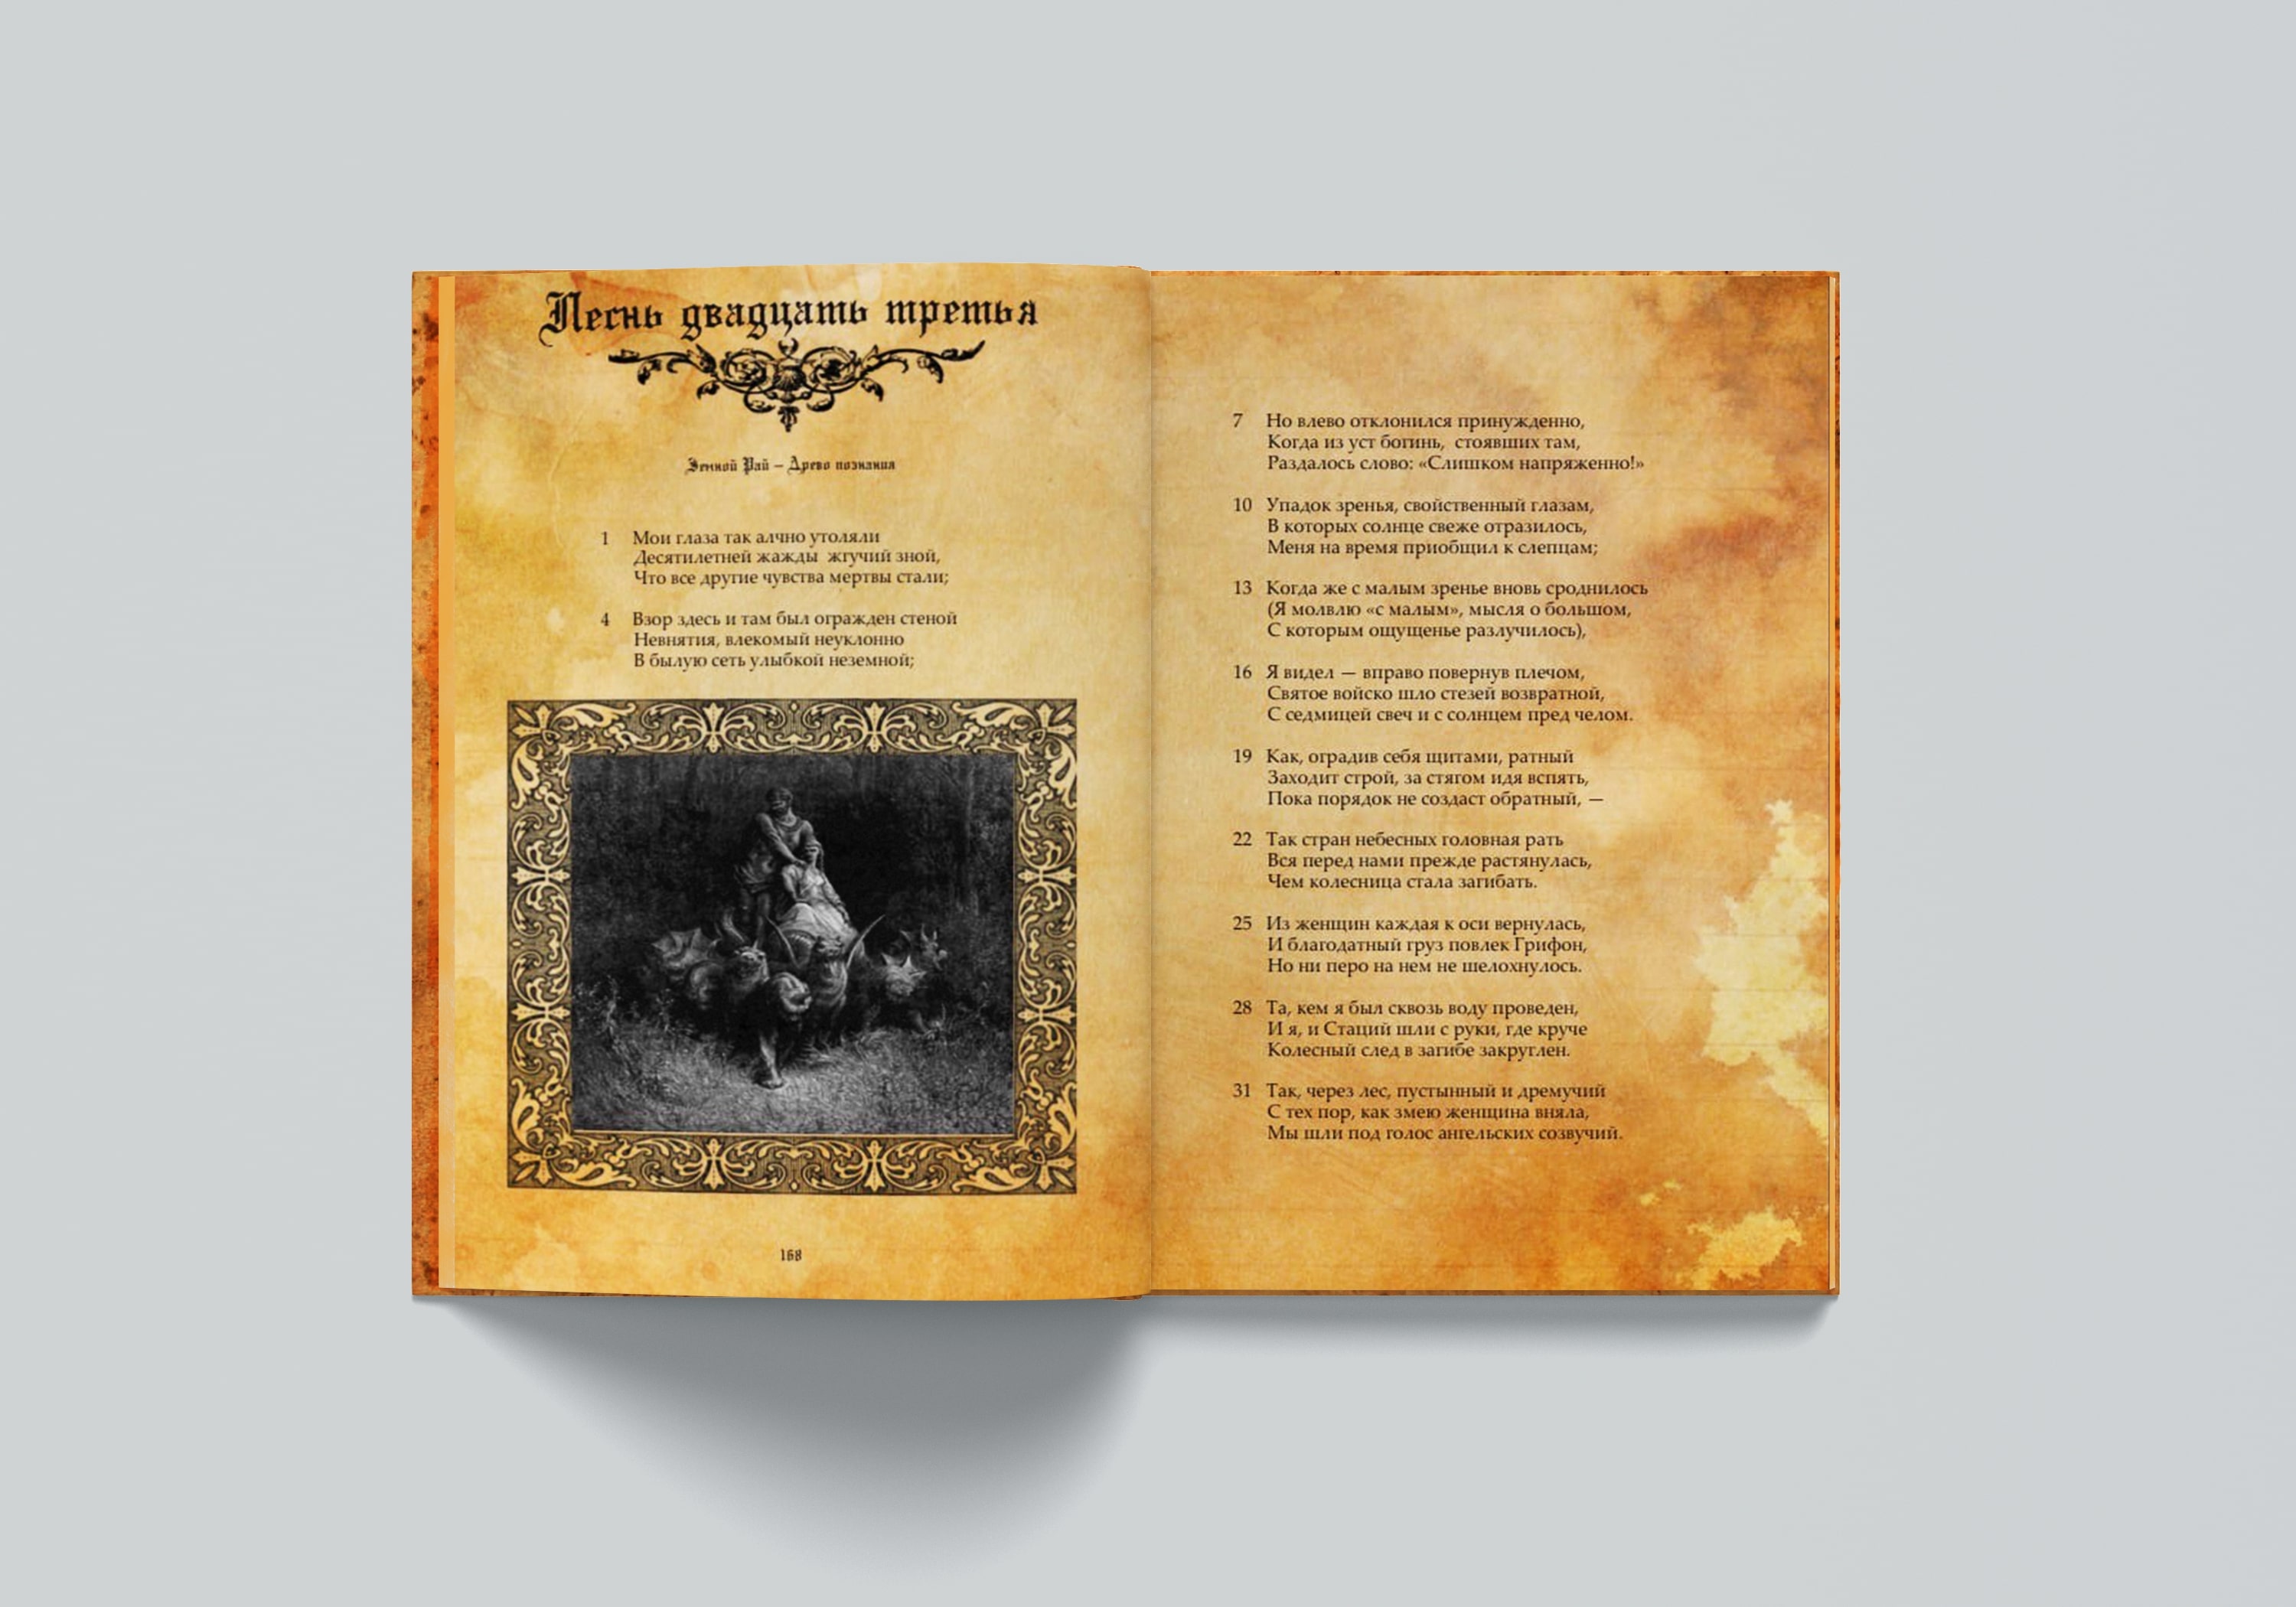 Песнь двадцать третья
Земной Рай – Древо познания
1 Мои глаза так алчно утоляли
Десятилетней жажды жгучий зной,
Что все другие чувства мертвы стали;
4 Взор здесь и там был огражден стеной
Невнятия, влекомый неуклонно
В былую сеть улыбкой неземной;
168
7 Но влево отклонился принужденно,
Когда из уст богинь, стоявших там,
Раздалось слово: «Слишком напряженно!»
10 Упадок зренья, свойственный глазам,
В которых солнце свеже отразилось,
Меня на время приобщил к слепцам;
13 Когда же с малым зренье вновь сроднилось
(Я молвлю «с малым», мысля о большом,
С которым ощущенье разлучилось),
16 Я видел — вправо повернув плечом,
Святое войско шло стезей возвратной,
С седмицей свеч и с солнцем пред челом.
19 Как, оградив себя щитами, ратный
Заходит строй, за стягом идя вспять,
Пока порядок не создаст обратный, —
22 Так стран небесных головная рать
Вся перед нами прежде растянулась,
Чем колесница стала загибать.
25 Из женщин каждая к оси вернулась,
И благодатный груз повлек Грифон,
Но ни перо на нем не шелохнулось.
28 Та, кем я был сквозь воду проведен,
И я, и Стаций шли с руки, где круче
Колесный след в загибе закруглен.
31 Так, через лес, пустынный и дремучий
С тех пор, как змею женщина вняла,
Мы шли под голос ангельских созвучий.